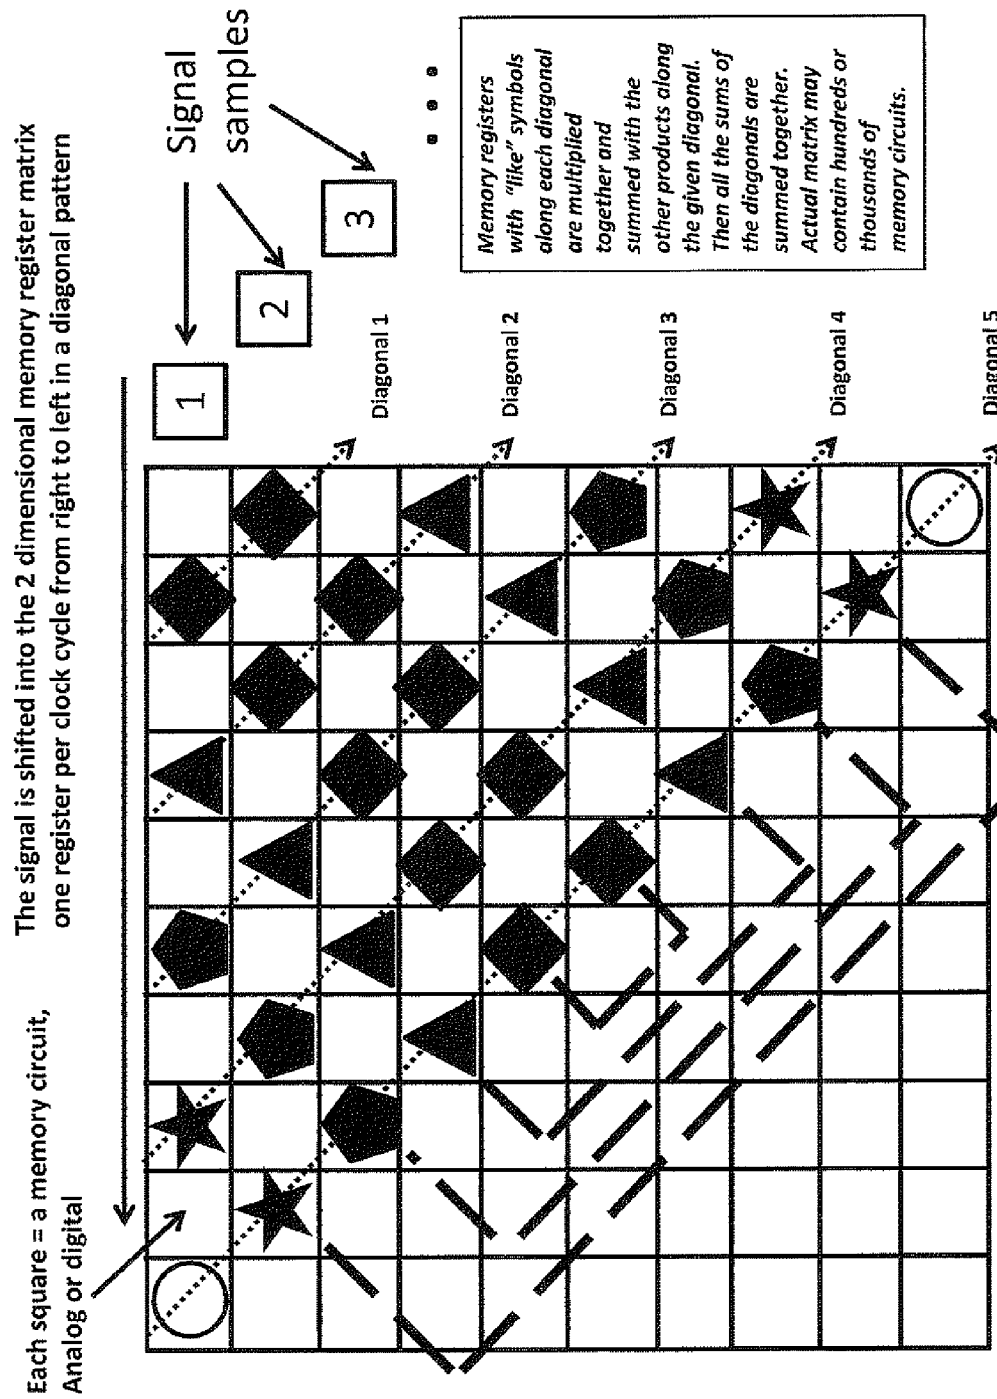 The signal is shifted into the 2 dimensional memory register matrix
one register per clock cycle from right to left in a diagonal pattern
Each square = a memory circuit,
Analog or digital
Signal
samples
1
2
3
Diagonal 1
Diagonal 2
Diagonal 3
Diagonal 4
Diagonal 5
Memory registers
with "like" symbols
along each diagonal
are multiplied
together and
summed with the
other products along
the given diagonal.
Then all the sums of
the diagonals are
summed together.
Actual matrix may
contain hundreds or
thousands of
memory circuits.